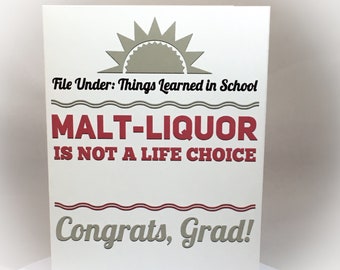 File Under: Things Learned in School
MALT-LIQUOR
IS NOT A LIFE CHOICE
Congrats, Grad!